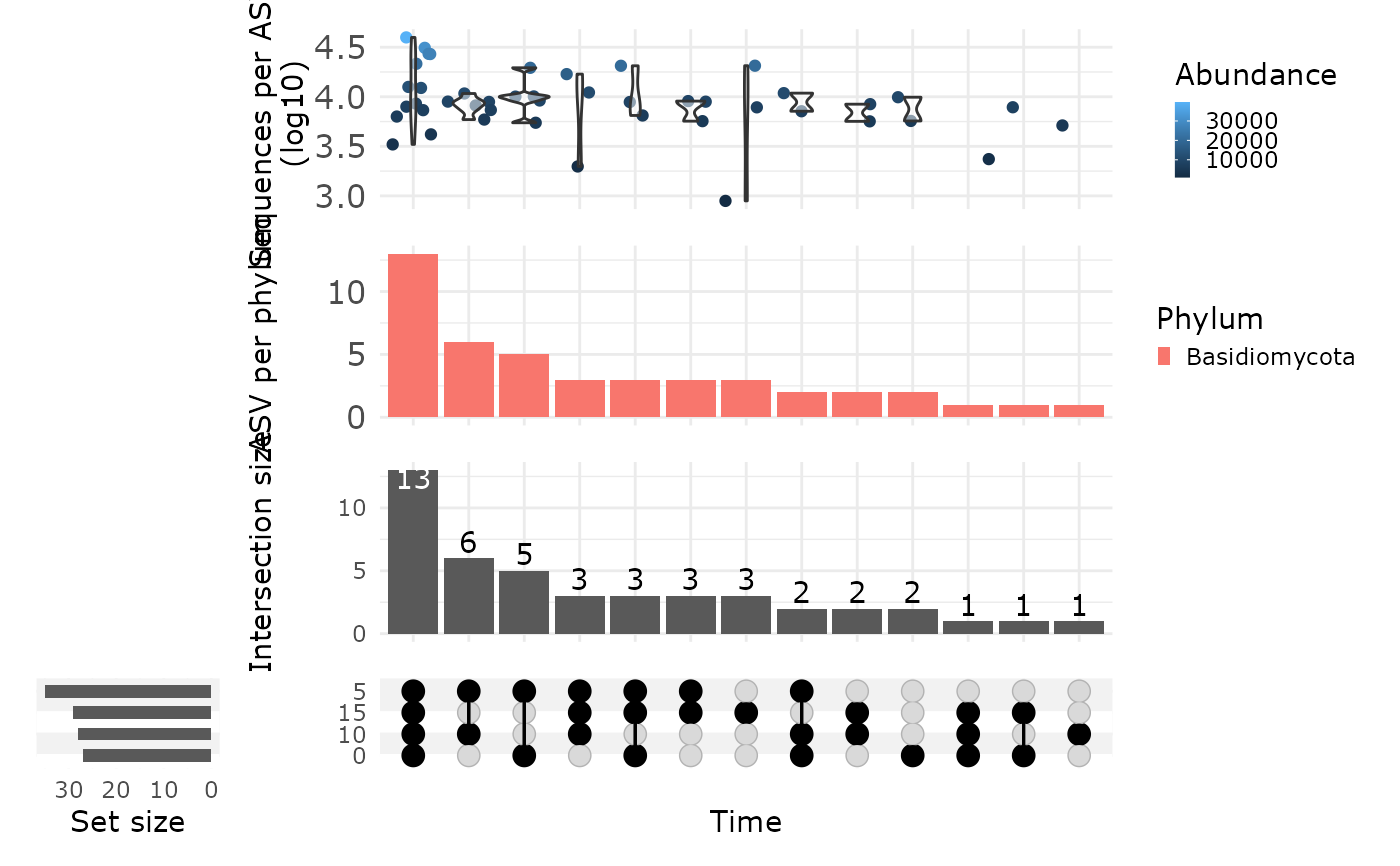 Sequences per AS
(log10)
4.5
4.0
3.5
3.0
Abundance
30000
20000
10000
ASV per phylum
10
5
0
Phylum
Basidiomycota
Intersection size
10
5
0
13 6 5 3 3 3 3 2 2 2 1 1 1
5
15
10
0
30 20 10 0
Set size
Time